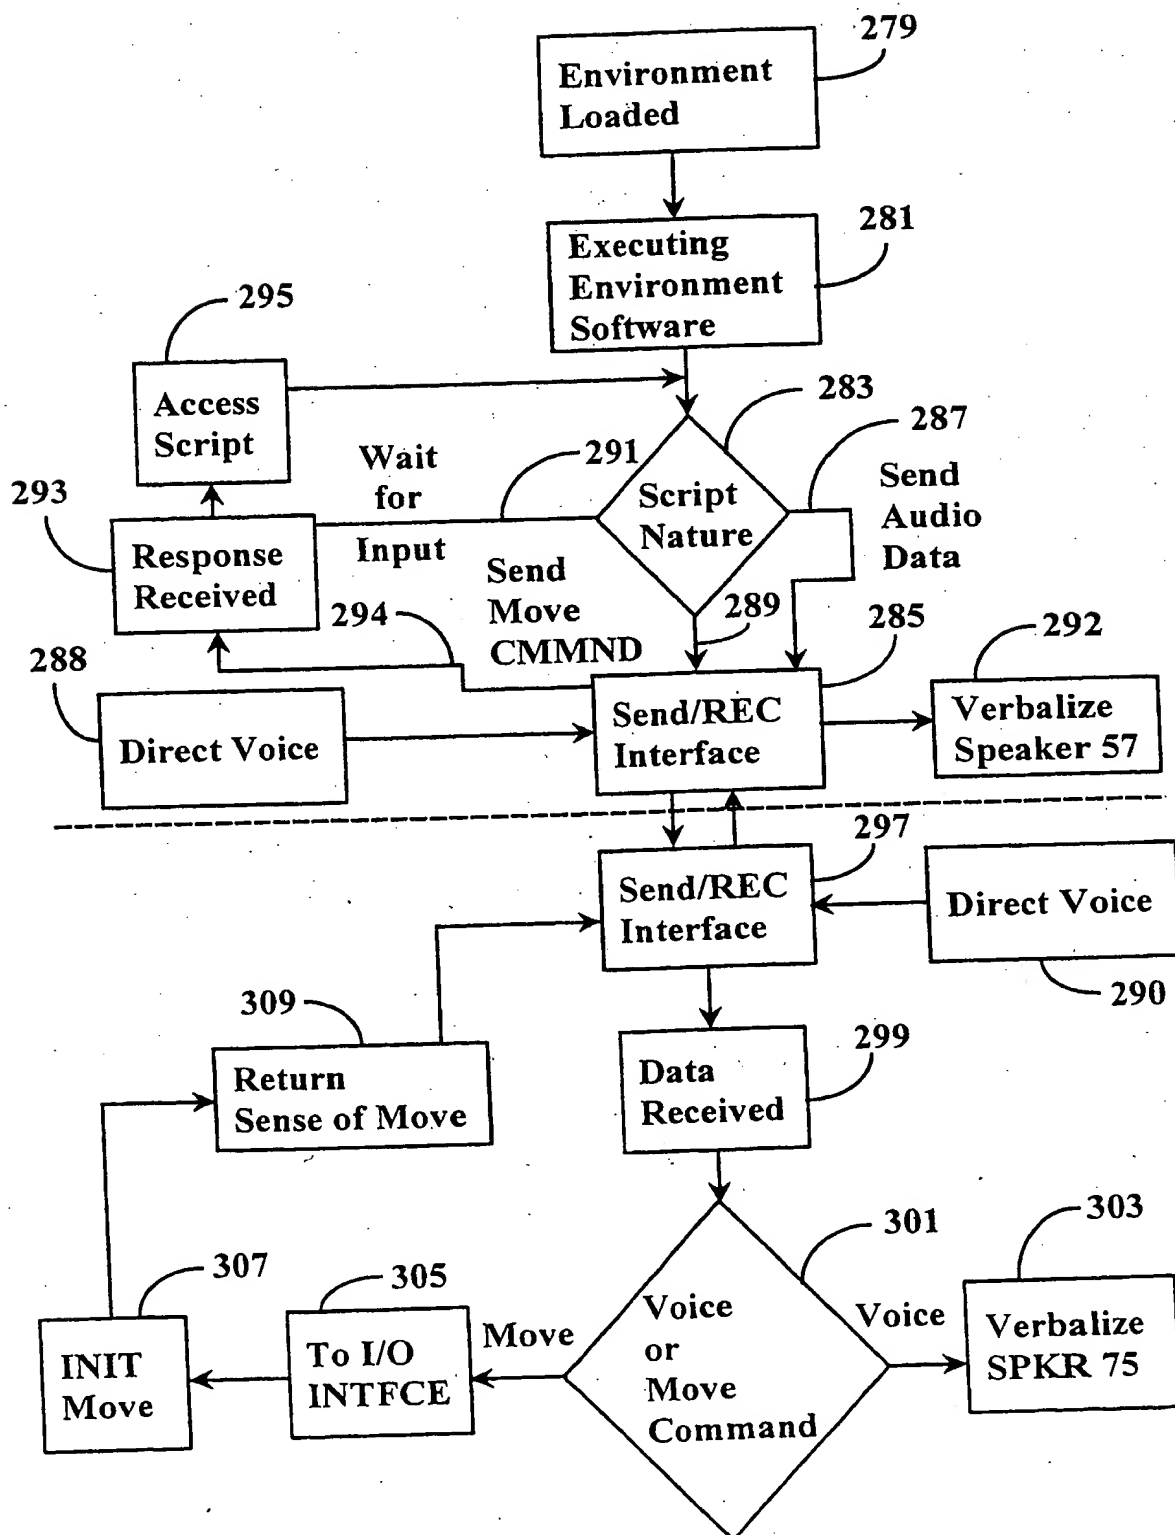 279
Environment
Loaded
281
Executing
Environment
Software
295
Access
Script
283
287
291
Wait
for
Input
Script
Nature
Send
Audio
Data
293
Response
Received
Send
Move
CMMND
294
289
285
292
288
Direct Voice
Send/REC
Interface
Verbalize
Speaker 57
297
Send/REC
Interface
Direct Voice
290
309
Return
Sense of Move
299
Data
Received
301
303
307
305
INIT
Move
To I/O
INTFCE
Move
Voice
or
Move
Command
Voice
Verbalize
SPKR 75